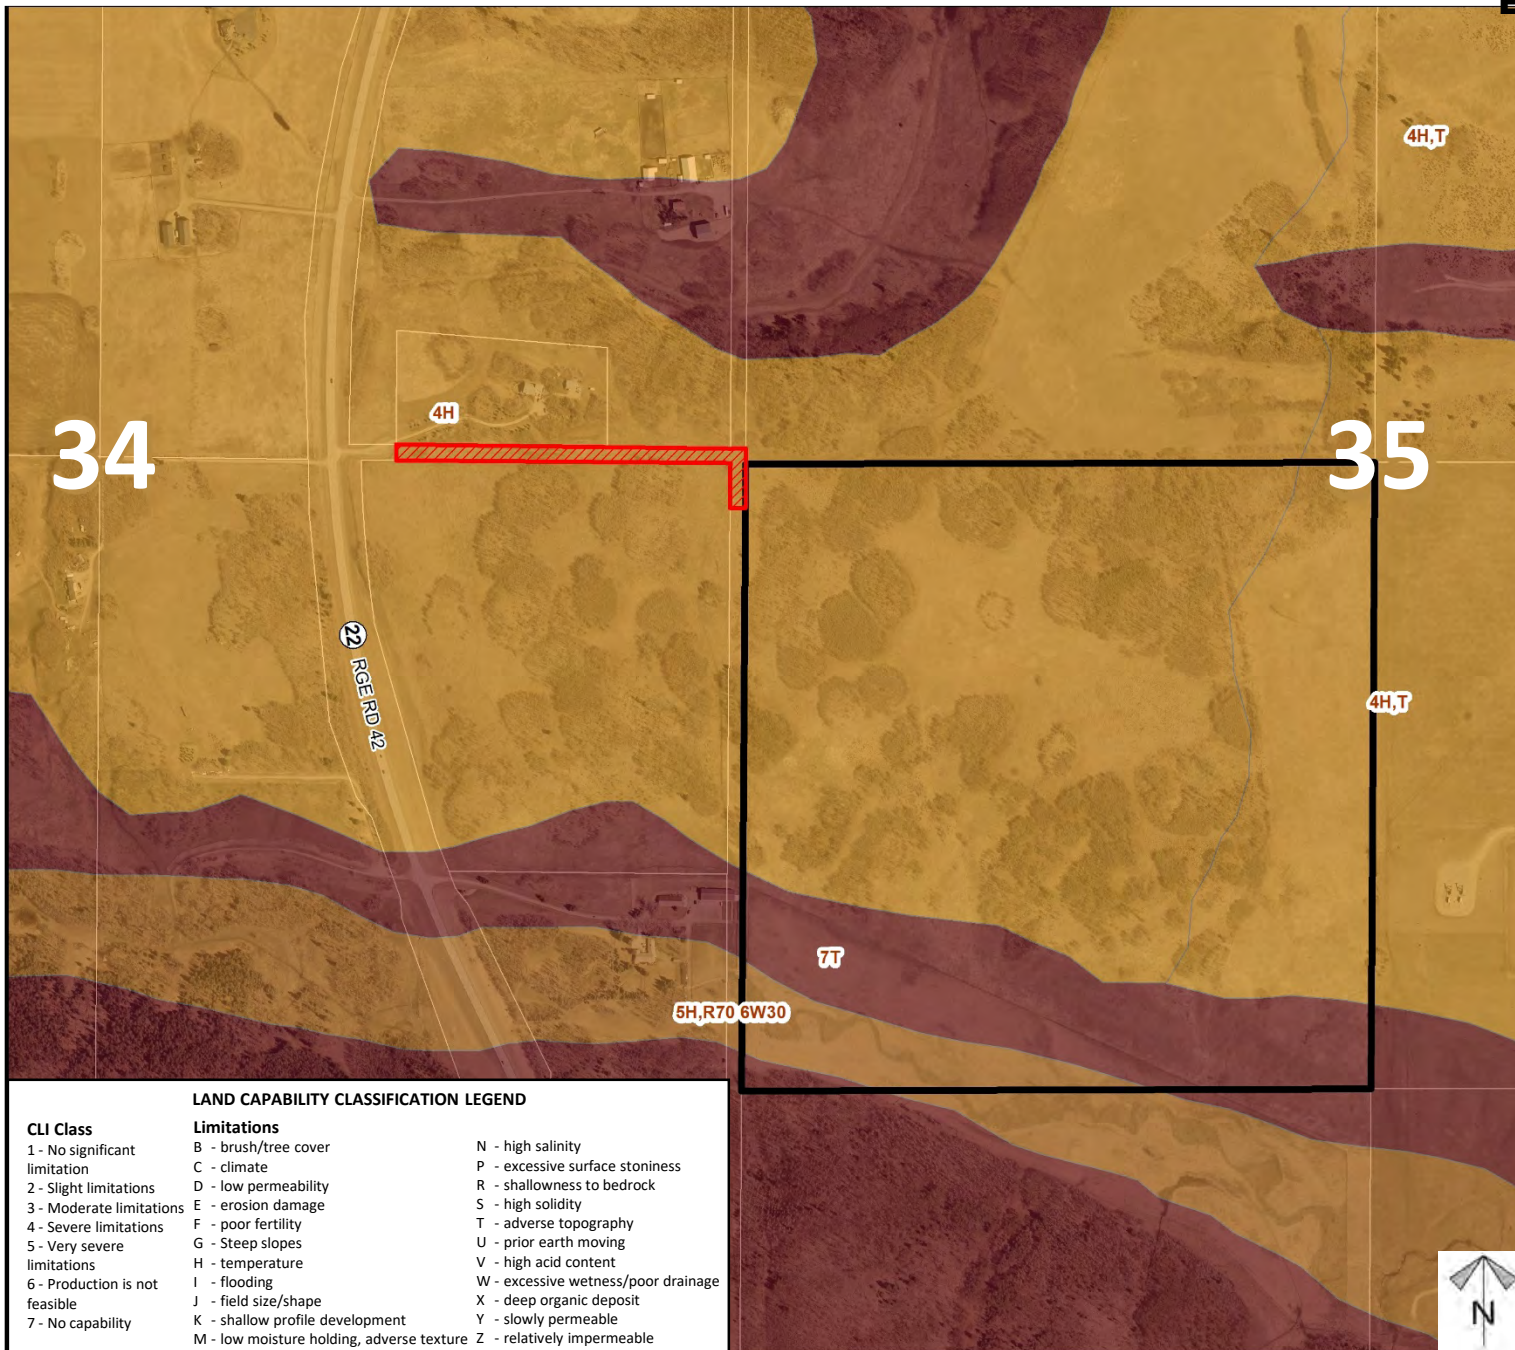 4H,T
4H
34
35
22
RGE RD 42
4H,T
7T
5H,R70 6W30
LAND CAPABILITY CLASSIFICATION LEGEND
CLI Class
1 - No significant
limitation
2 - Slight limitations
3 - Moderate limitations
4 - Severe limitations
5 - Very severe
limitations
6 - Production is not
feasible
7 - No capability
Limitations
B - brush/tree cover
C - climate
D - low permeability
E - erosion damage
F - poor fertility
G - Steep slopes
H - temperature
I - flooding
J - field size/shape
K - shallow profile development
M - low moisture holding, adverse texture
N - high salinity
P - excessive surface stoniness
R - shallowness to bedrock
S - high solidity
T - adverse topography
U - prior earth moving
V - high acid content
W - excessive wetness/poor drainage
X - deep organic deposit
Y - slowly permeable
Z - relatively impermeable
N